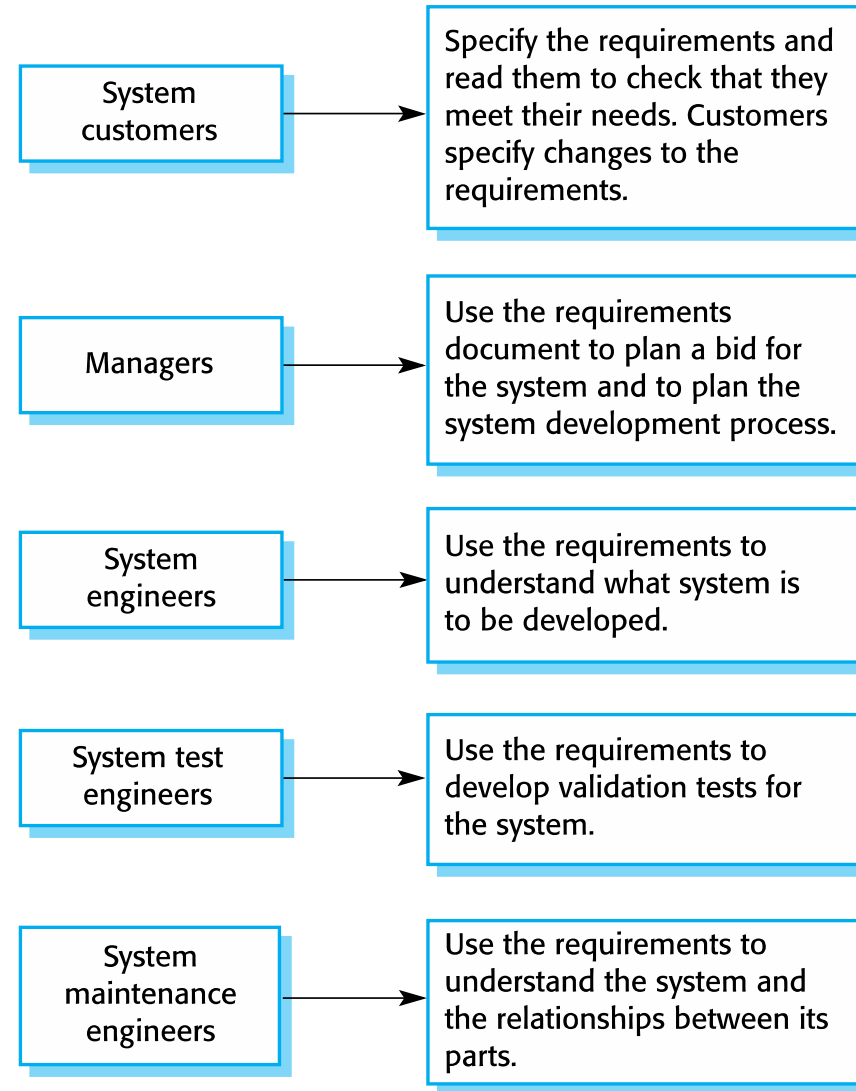 System
customers
Specify the requirements and
read them to check that they
meet their needs. Customers
specify changes to the
requirements.
Managers
Use the requirements
document to plan a bid for
the system and to plan the
system development process.
System
engineers
Use the requirements to
understand what system is
to be developed.
System test
engineers
Use the requirements to
develop validation tests for
the system.
System
maintenance
engineers
Use the requirements to
understand the system and
the relationships between its
parts.